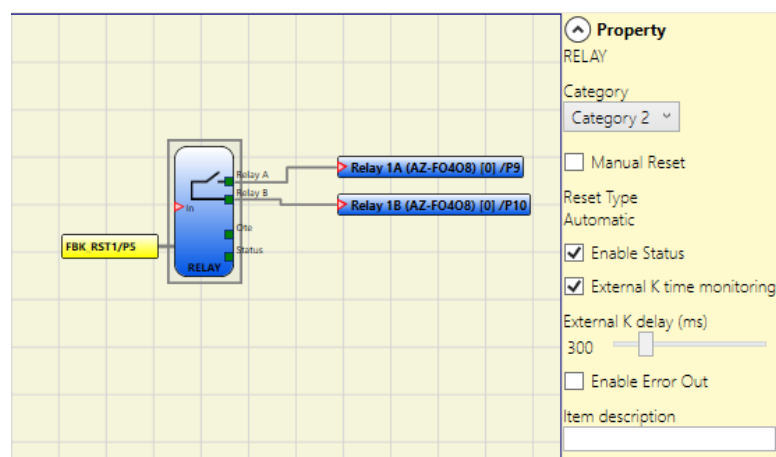 Relay A
Relay B
In
Ote
Status
RELAY
FBK_RST1/P5
Relay 1A (AZ-FO4O8) [0] /P9
Relay 1B (AZ-FO4O8) [0] /P10
Property
RELAY
Category
Category 2
Manual Reset
Reset Type
Automatic
Enable Status
External K time monitoring
External K delay (ms)
300
Enable Error Out
Item description